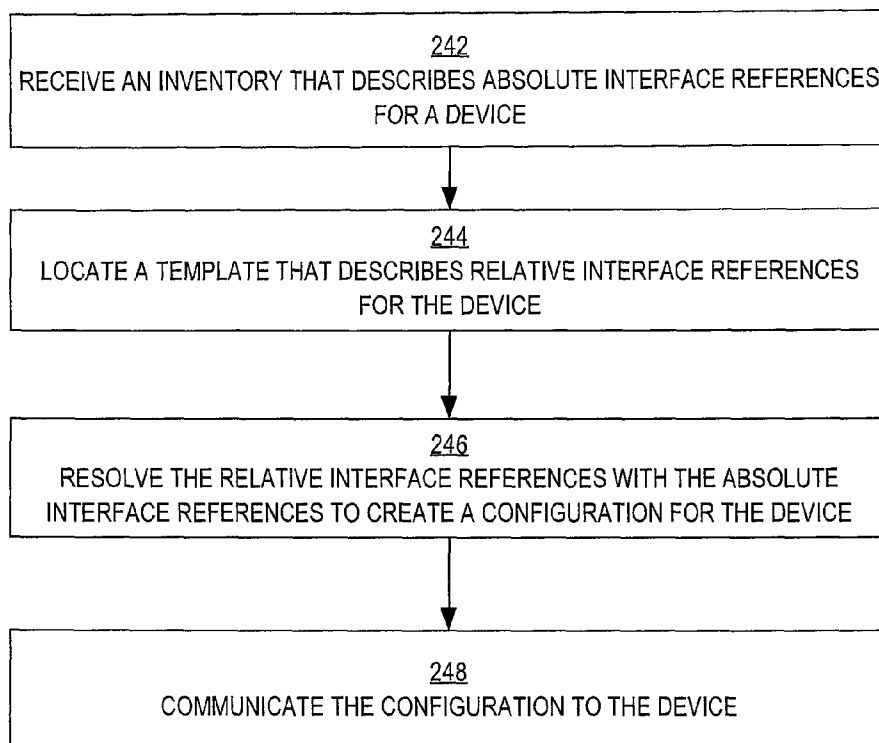 242
RECEIVE AN INVENTORY THAT DESCRIBES ABSOLUTE INTERFACE REFERENCES
FOR A DEVICE
244
LOCATE A TEMPLATE THAT DESCRIBES RELATIVE INTERFACE REFERENCES
FOR THE DEVICE
246
RESOLVE THE RELATIVE INTERFACE REFERENCES WITH THE ABSOLUTE
INTERFACE REFERENCES TO CREATE A CONFIGURATION FOR THE DEVICE
248
COMMUNICATE THE CONFIGURATION TO THE DEVICE